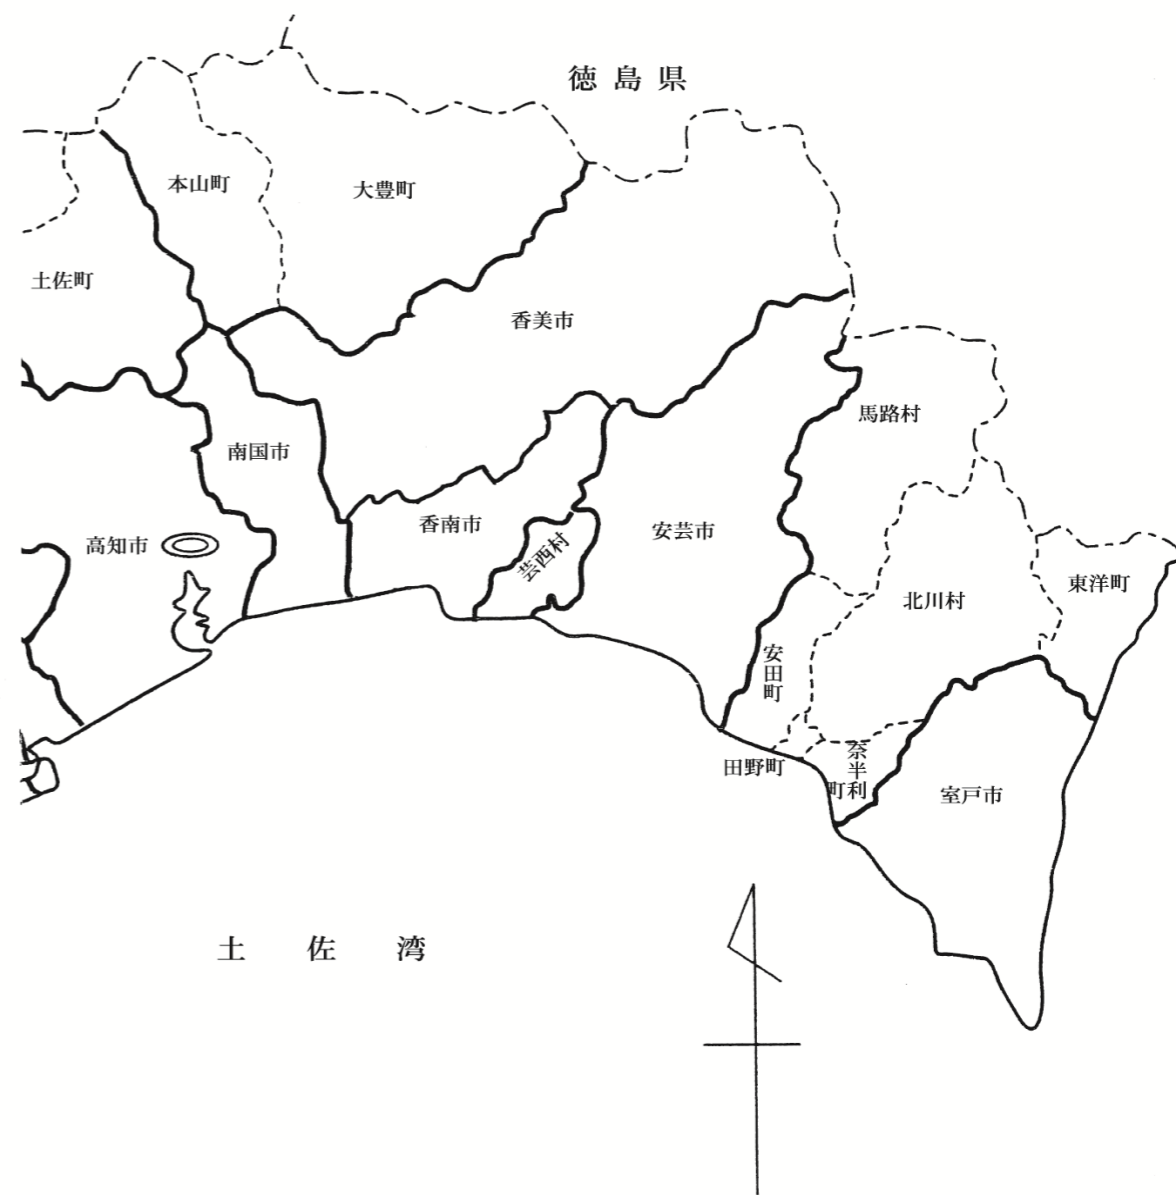 徳島県
本山町
大豊町
土佐町
香美市
馬路村
南国市
香南市
安芸市
高知市
芸西村
東洋町
北川村
安田町
田野町
奈半利
町
室戸市
土佐湾